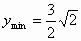 y_min = 3/2 √2